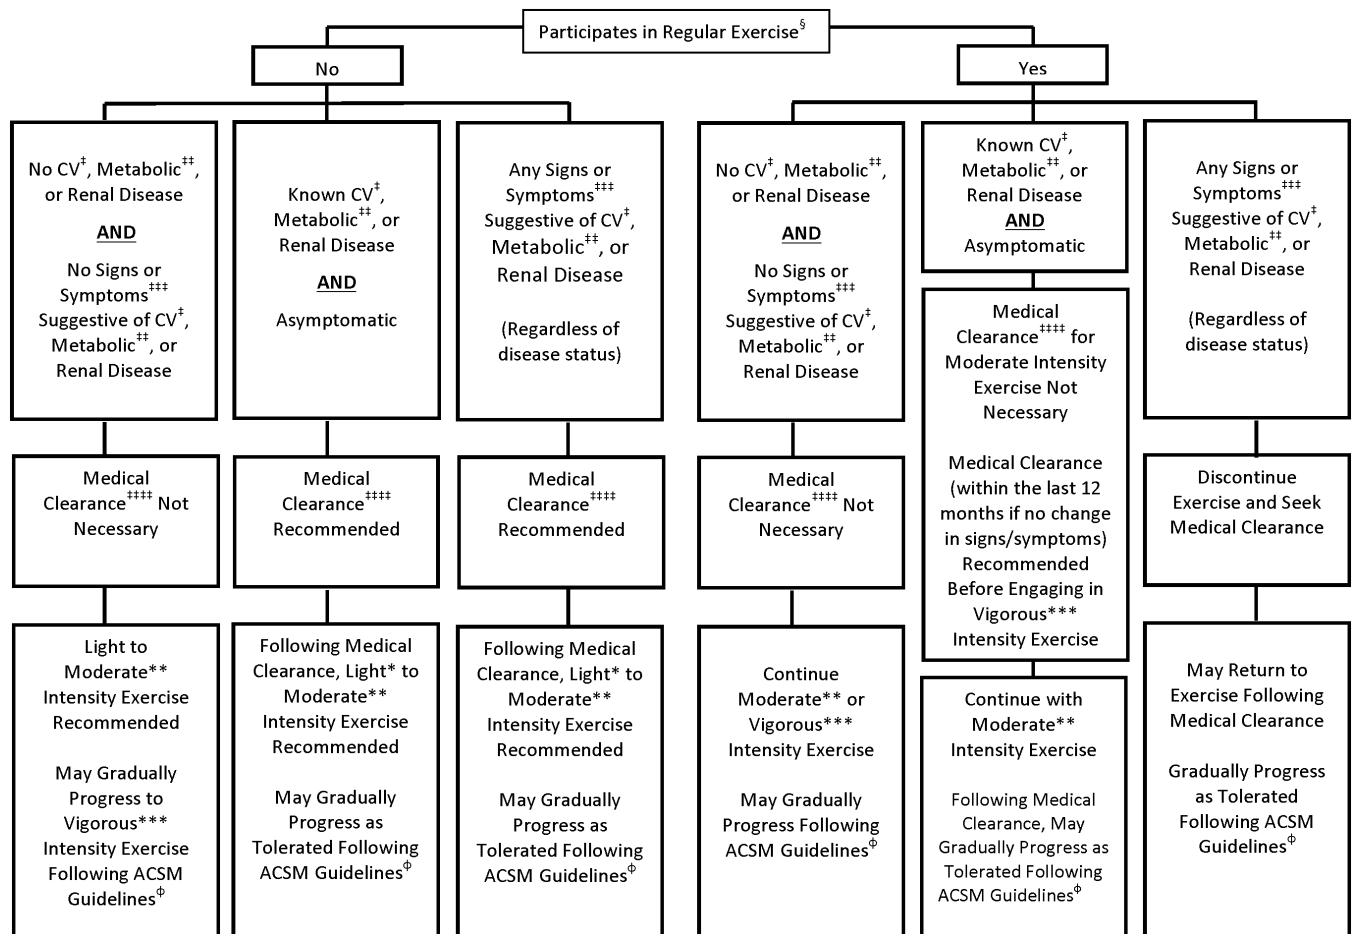 Participates in Regular Exercise§
No
Yes
No CV‡, Metabolic‡‡,
or Renal Disease
AND
No Signs or
Symptoms‡‡‡
Suggestive of CV‡,
Metabolic‡‡, or
Renal Disease
Known CV‡,
Metabolic‡‡, or
Renal Disease
AND
Asymptomatic
Any Signs or
Symptoms‡‡‡
Suggestive of CV‡,
Metabolic‡‡, or
Renal Disease
(Regardless of
disease status)
No CV‡, Metabolic‡‡,
or Renal Disease
AND
No Signs or
Symptoms‡‡‡
Suggestive of CV‡,
Metabolic‡‡, or
Renal Disease
Known CV‡,
Metabolic‡‡, or
Renal Disease
AND
Asymptomatic
Any Signs or
Symptoms‡‡‡
Suggestive of CV‡,
Metabolic‡‡, or
Renal Disease
(Regardless of
disease status)
Medical
Clearance‡‡‡‡ Not
Necessary
Medical
Clearance‡‡‡‡
Recommended
Medical
Clearance‡‡‡‡
Recommended
Medical
Clearance‡‡‡‡ Not
Necessary
Medical
Clearance‡‡‡‡ for
Moderate Intensity
Exercise Not
Necessary
Medical Clearance
(within the last 12
months if no change
in signs/symptoms)
Recommended
Before Engaging in
Vigorous***
Intensity Exercise
Discontinue
Exercise and Seek
Medical Clearance
Light to
Moderate**
Intensity Exercise
Recommended
May Gradually
Progress to
Vigorous***
Intensity Exercise
Following ACSM
Guidelinesϕ
Following Medical
Clearance, Light* to
Moderate**
Intensity Exercise
Recommended
May Gradually
Progress as
Tolerated Following
ACSM Guidelinesϕ
Following Medical
Clearance, Light* to
Moderate**
Intensity Exercise
Recommended
May Gradually
Progress as
Tolerated Following
ACSM Guidelinesϕ
Continue
Moderate** or
Vigorous***
Intensity Exercise
May Gradually
Progress Following
ACSM Guidelinesϕ
Continue with
Moderate**
Intensity Exercise
Following Medical
Clearance, May
Gradually Progress as
Tolerated Following
ACSM Guidelinesϕ
May Return to
Exercise Following
Medical Clearance
Gradually Progress
as Tolerated
Following ACSM
Guidelinesϕ